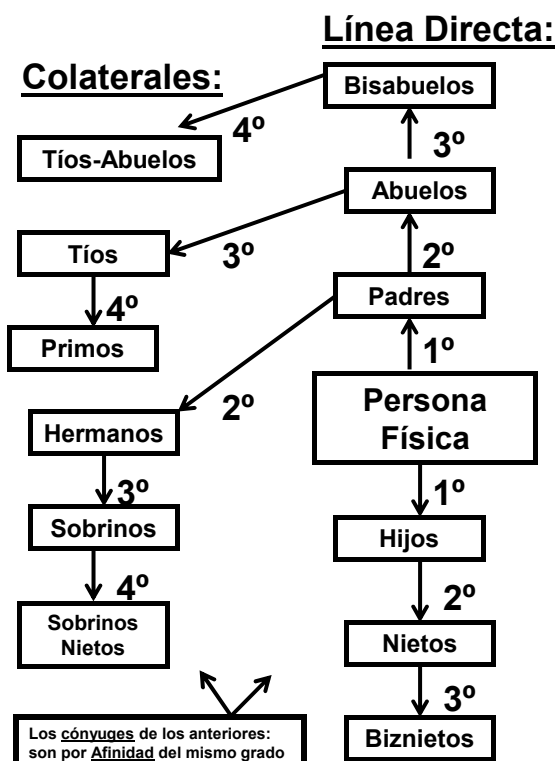 Línea Directa:
Colaterales:
Bisabuelos
4º
3º
Tíos-Abuelos
Abuelos
Tíos
3º
2º
Padres
4º
Primos
1º
Persona
Física
2º
Hermanos
3º
1º
Sobrinos
Hijos
4º
2º
Sobrinos
Nietos
Nietos
3º
Los cónyuges de los anteriores:
son por Afinidad del mismo grado
Biznietos